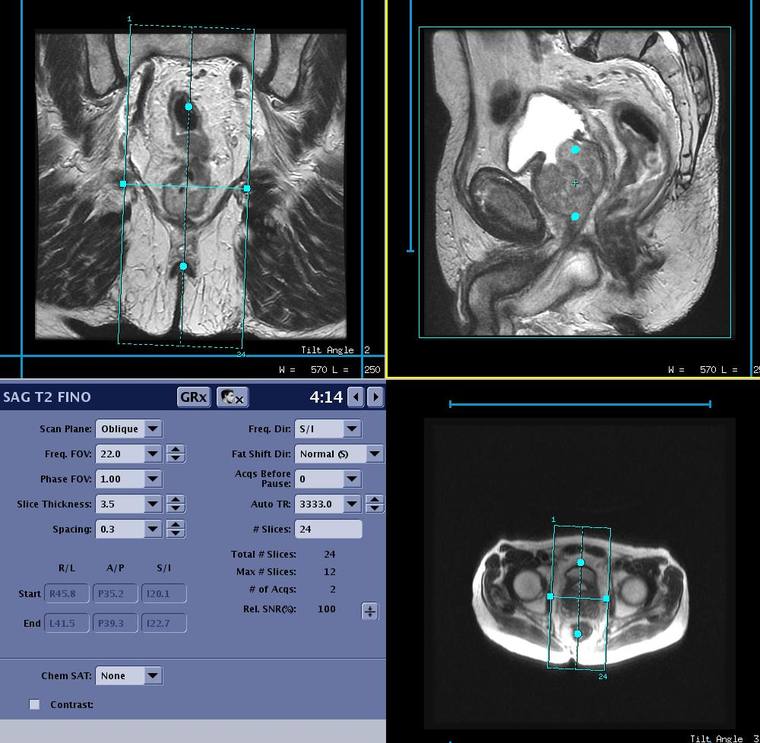 1
24
Tilt Angle 2
W = 570 L = 250
W = 570 L = 25
SAG T2 FINO
GRx
4:14
Scan Plane: Oblique
Freq. Dir: S/I
Freq. FOV: 22.0
Fat Shift Dir: Normal (S)
Phase FOV: 1.00
Acqs Before Pause: 0
Slice Thickness: 3.5
Auto TR: 3333.0
Spacing: 0.3
# Slices: 24
Total # Slices: 24
Max # Slices: 12
# of Acqs: 2
Rel. SNR(%): 100
R/L A/P S/I
Start R45.8 P35.2 I20.1
End L41.5 P39.3 I22.7
Chem SAT: None
Contrast:
1
24
Tilt Angle 3